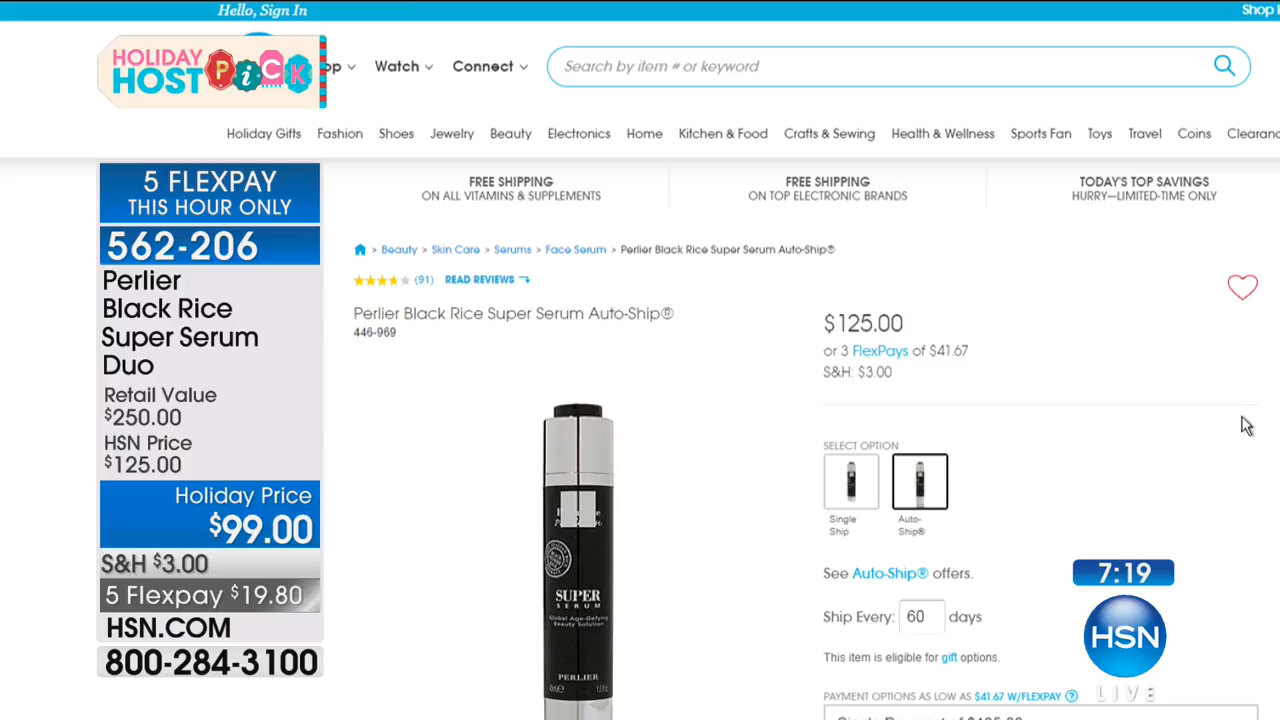 Hello, Sign In
Shop
HOLIDAY
HOST PiCK
Watch
Connect
Search by item # or keyword
Holiday Gifts
Fashion
Shoes
Jewelry
Beauty
Electronics
Home
Kitchen & Food
Crafts & Sewing
Health & Wellness
Sports Fan
Toys
Travel
Coins
5 FLEXPAY
THIS HOUR ONLY
562-206
Perlier
Black Rice
Super Serum
Duo
Retail Value
$250.00
HSN Price
$125.00
Holiday Price
$99.00
S&H $3.00
5 Flexpay $19.80
HSN.COM
800-284-3100
FREE SHIPPING
ON ALL VITAMINS & SUPPLEMENTS
FREE SHIPPING
ON TOP ELECTRONIC BRANDS
TODAY'S TOP SAVINGS
HURRY—LIMITED-TIME ONLY
> Beauty > Skin Care > Serums > Face Serum > Perlier Black Rice Super Serum Auto-Ship®
(91) READ REVIEWS
Perlier Black Rice Super Serum Auto-Ship®
446-969
$125.00
or 3 FlexPays of $41.67
S&H: $3.00
SELECT OPTION
Single
Ship
Auto-
Ship®
See Auto-Ship® offers.
Ship Every: 60 days
This item is eligible for gift options.
PAYMENT OPTIONS AS LOW AS $41.67 W/FLEXPAY ?
SUPER
SERUM
Global Age-Defying
Beauty Solution
PERLIER
7:19
HSN
LIVE